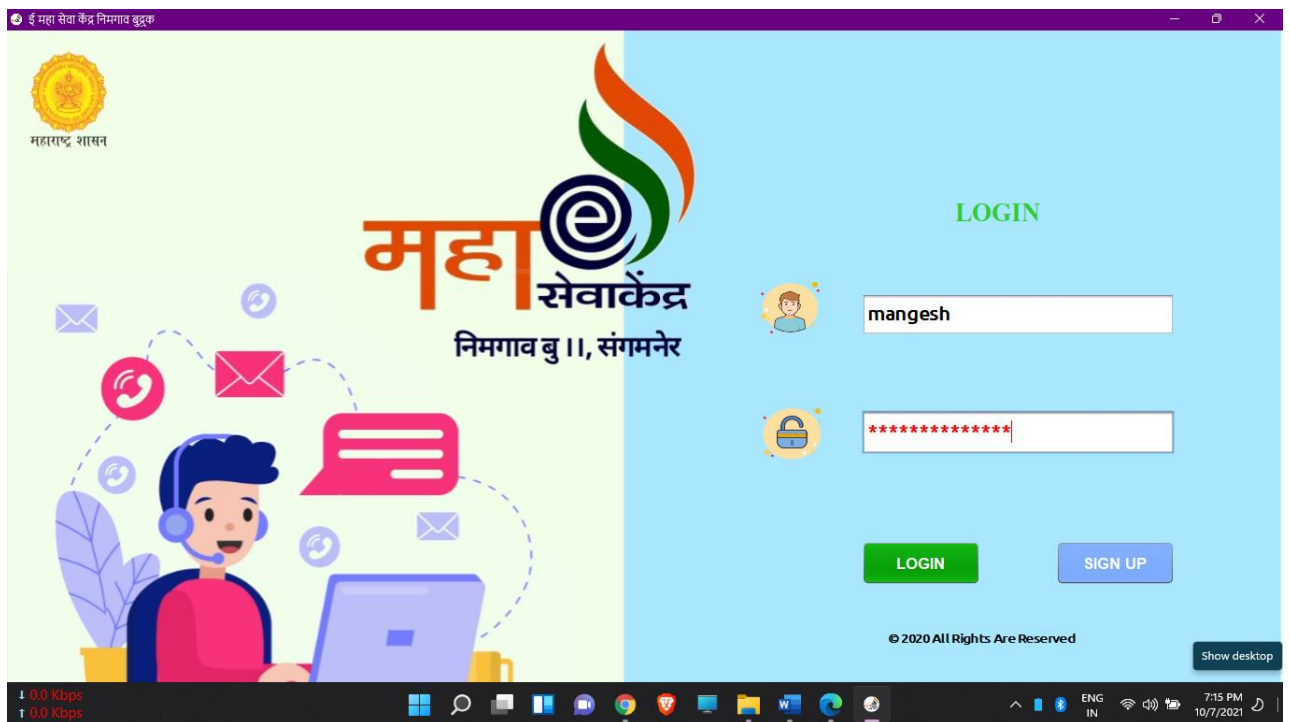 ई महा सेवा केंद्र निमगाव बुद्रुक
महाराष्ट्र शासन
महा e
सेवाकेंद्र
निमगाव बु ।।, संगमनेर
LOGIN
mangesh
**************
LOGIN
SIGN UP
© 2020 All Rights Are Reserved
Show desktop
↓ 0.0 Kbps
↑ 0.0 Kbps
W
ENG
IN
7:15 PM
10/7/2021